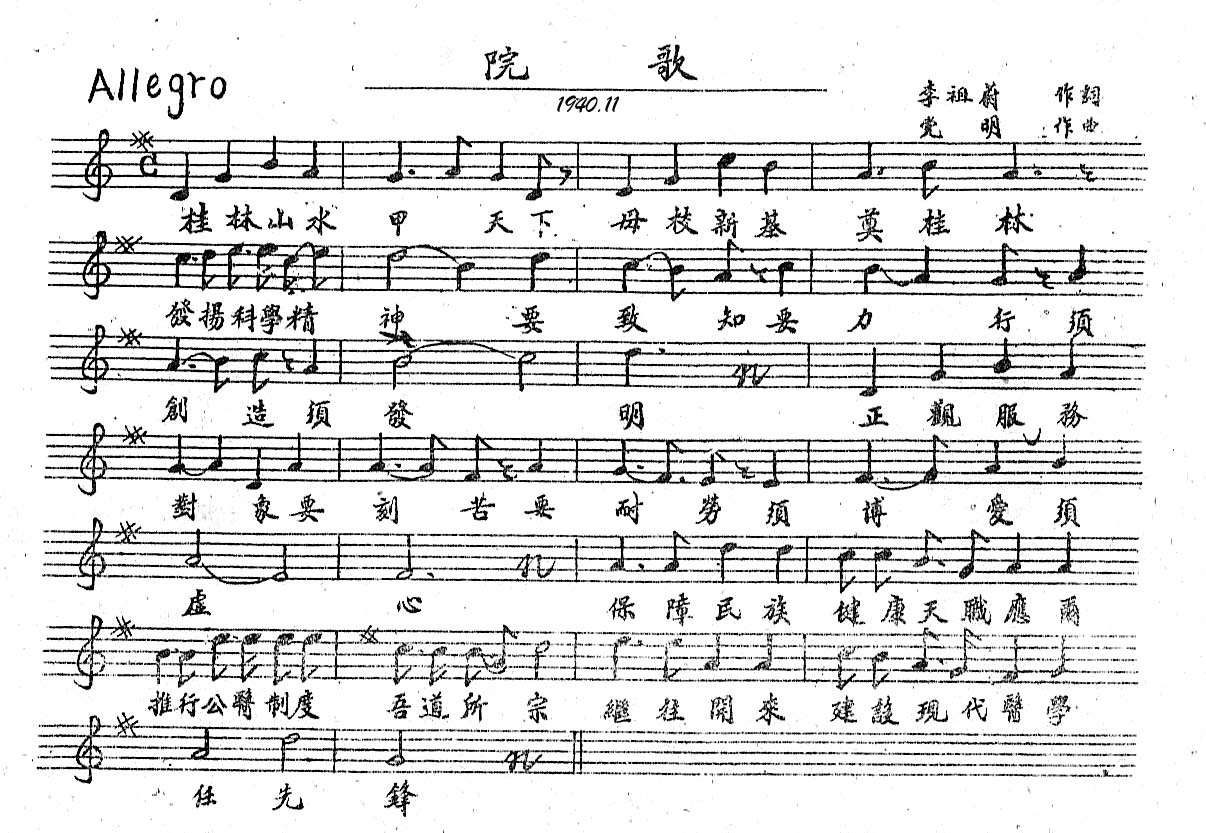 院 歌
Allegro
1940.11
李祖蔚 作詞
党 明 作曲
桂林山水 甲 天下 母校新基 奠桂林
發揚科學精 神 要 致 知要 力 行 須
創 造 須 發 明 正觀服務
對 象要 刻 苦 要 耐 勞須 博 愛 須
虛 心 保障民族 健康天職應爾
推行公醫制度 吾道所宗 繼往開來 建設現代醫學
任 先 鋒